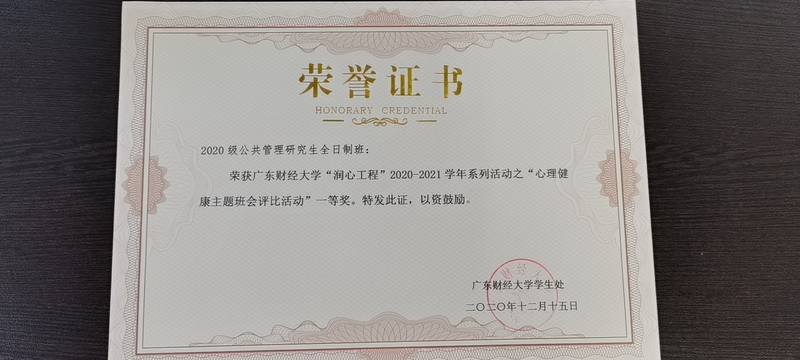 荣誉证书
HONORARY CREDENTIAL
2020级公共管理研究生全日制班：
荣获广东财经大学“润心工程”2020-2021学年系列活动之“心理健
康主题班会评比活动”一等奖。特发此证，以资鼓励。
财经大
广东财经大学学生处
二〇二〇年十二月十五日